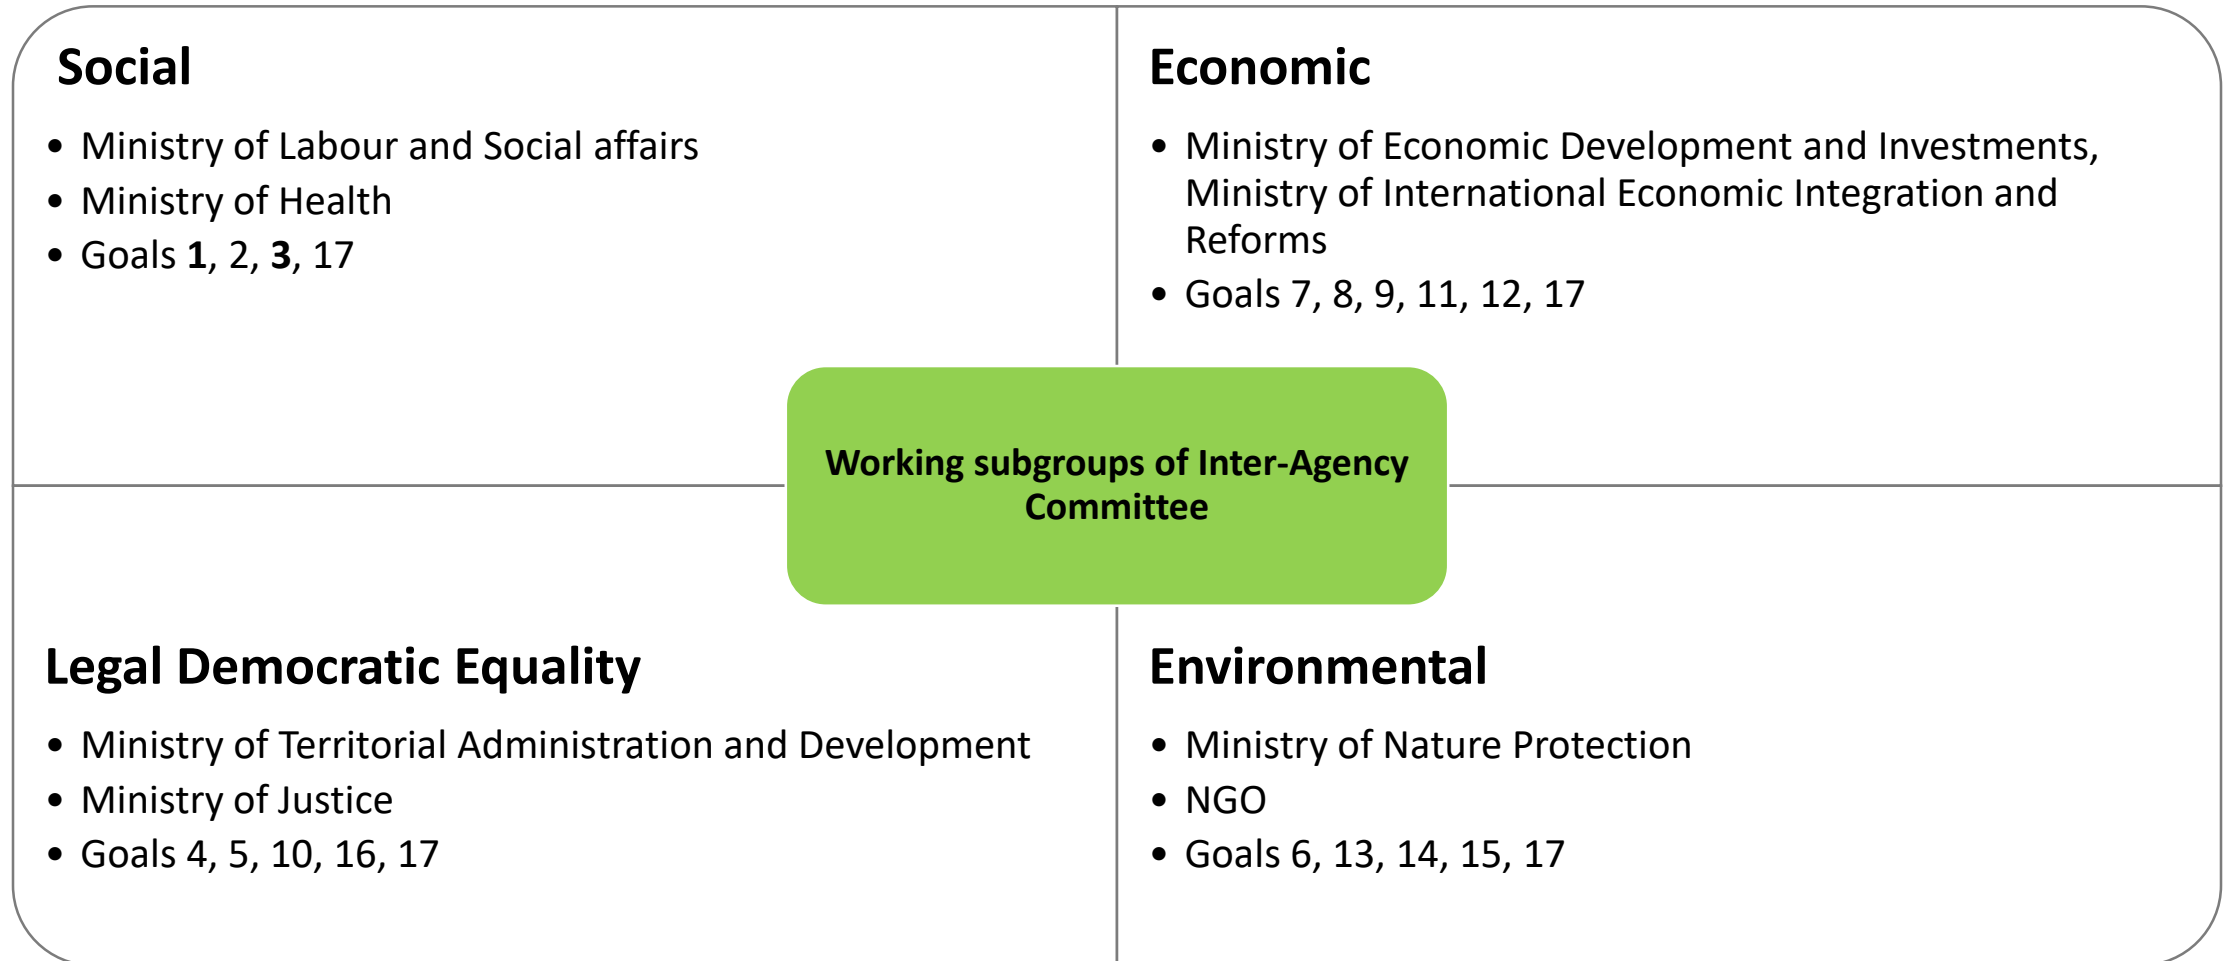 Social
• Ministry of Labour and Social affairs
• Ministry of Health
• Goals 1, 2, 3, 17
Economic
• Ministry of Economic Development and Investments,
Ministry of International Economic Integration and
Reforms
• Goals 7, 8, 9, 11, 12, 17
Working subgroups of Inter-Agency
Committee
Legal Democratic Equality
• Ministry of Territorial Administration and Development
• Ministry of Justice
• Goals 4, 5, 10, 16, 17
Environmental
• Ministry of Nature Protection
• NGO
• Goals 6, 13, 14, 15, 17